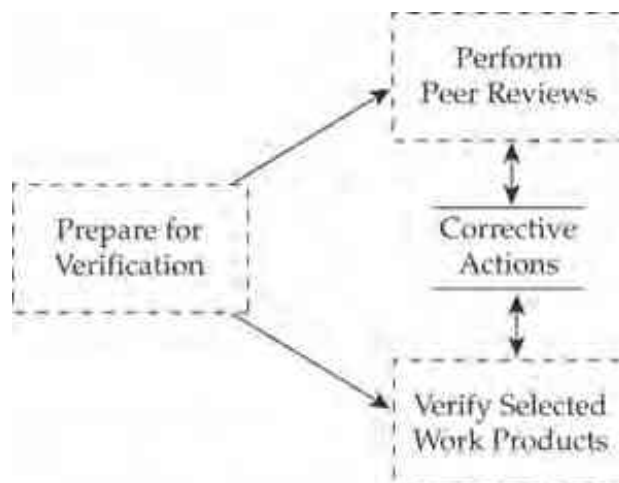 Perform
Peer Reviews
Prepare for
Verification
Corrective
Actions
Verify Selected
Work Products